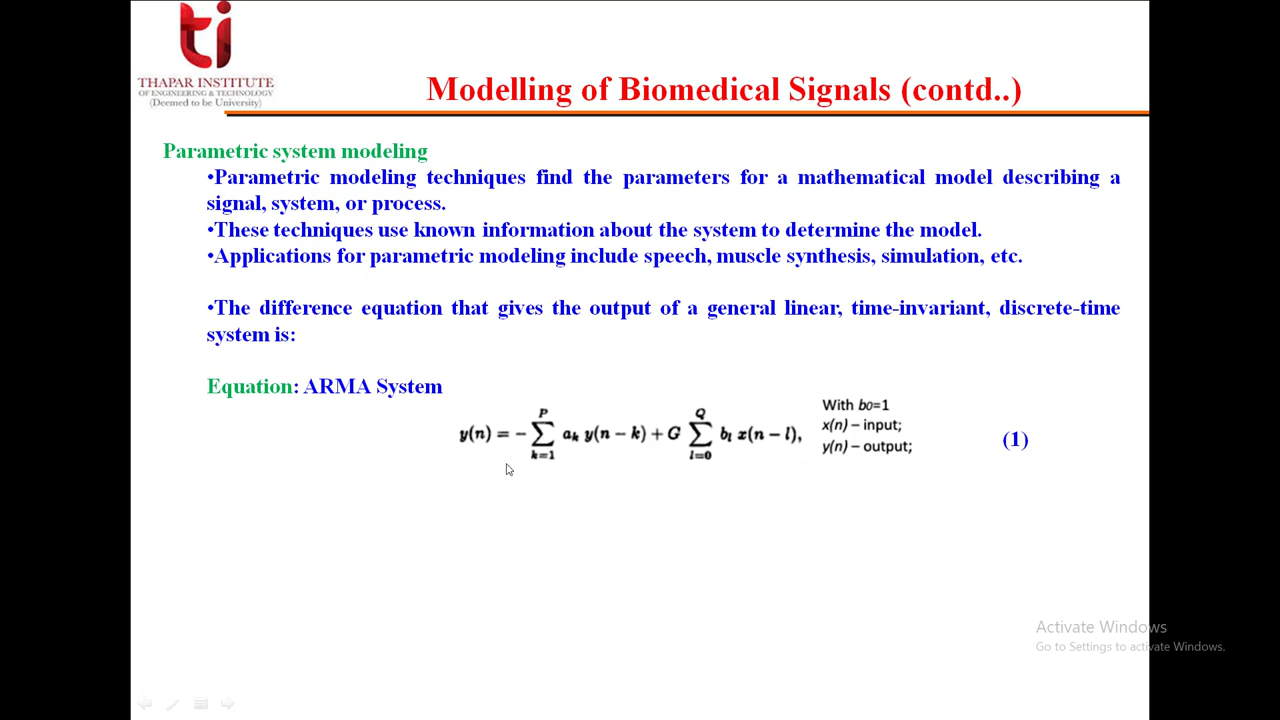 ti
THAPAR INSTITUTE
OF ENGINEERING & TECHNOLOGY
(Deemed to be University)
Modelling of Biomedical Signals (contd..)
Parametric system modeling
•Parametric modeling techniques find the parameters for a mathematical model describing a
signal, system, or process.
•These techniques use known information about the system to determine the model.
•Applications for parametric modeling include speech, muscle synthesis, simulation, etc.
•The difference equation that gives the output of a general linear, time-invariant, discrete-time
system is:
Equation: ARMA System
y(n) = − ∑_{k=1}^{P} a_k y(n − k) + G ∑_{l=0}^{Q} b_l x(n − l),
With b0=1
x(n) – input;
y(n) – output;
(1)
Activate Windows
Go to Settings to activate Windows.